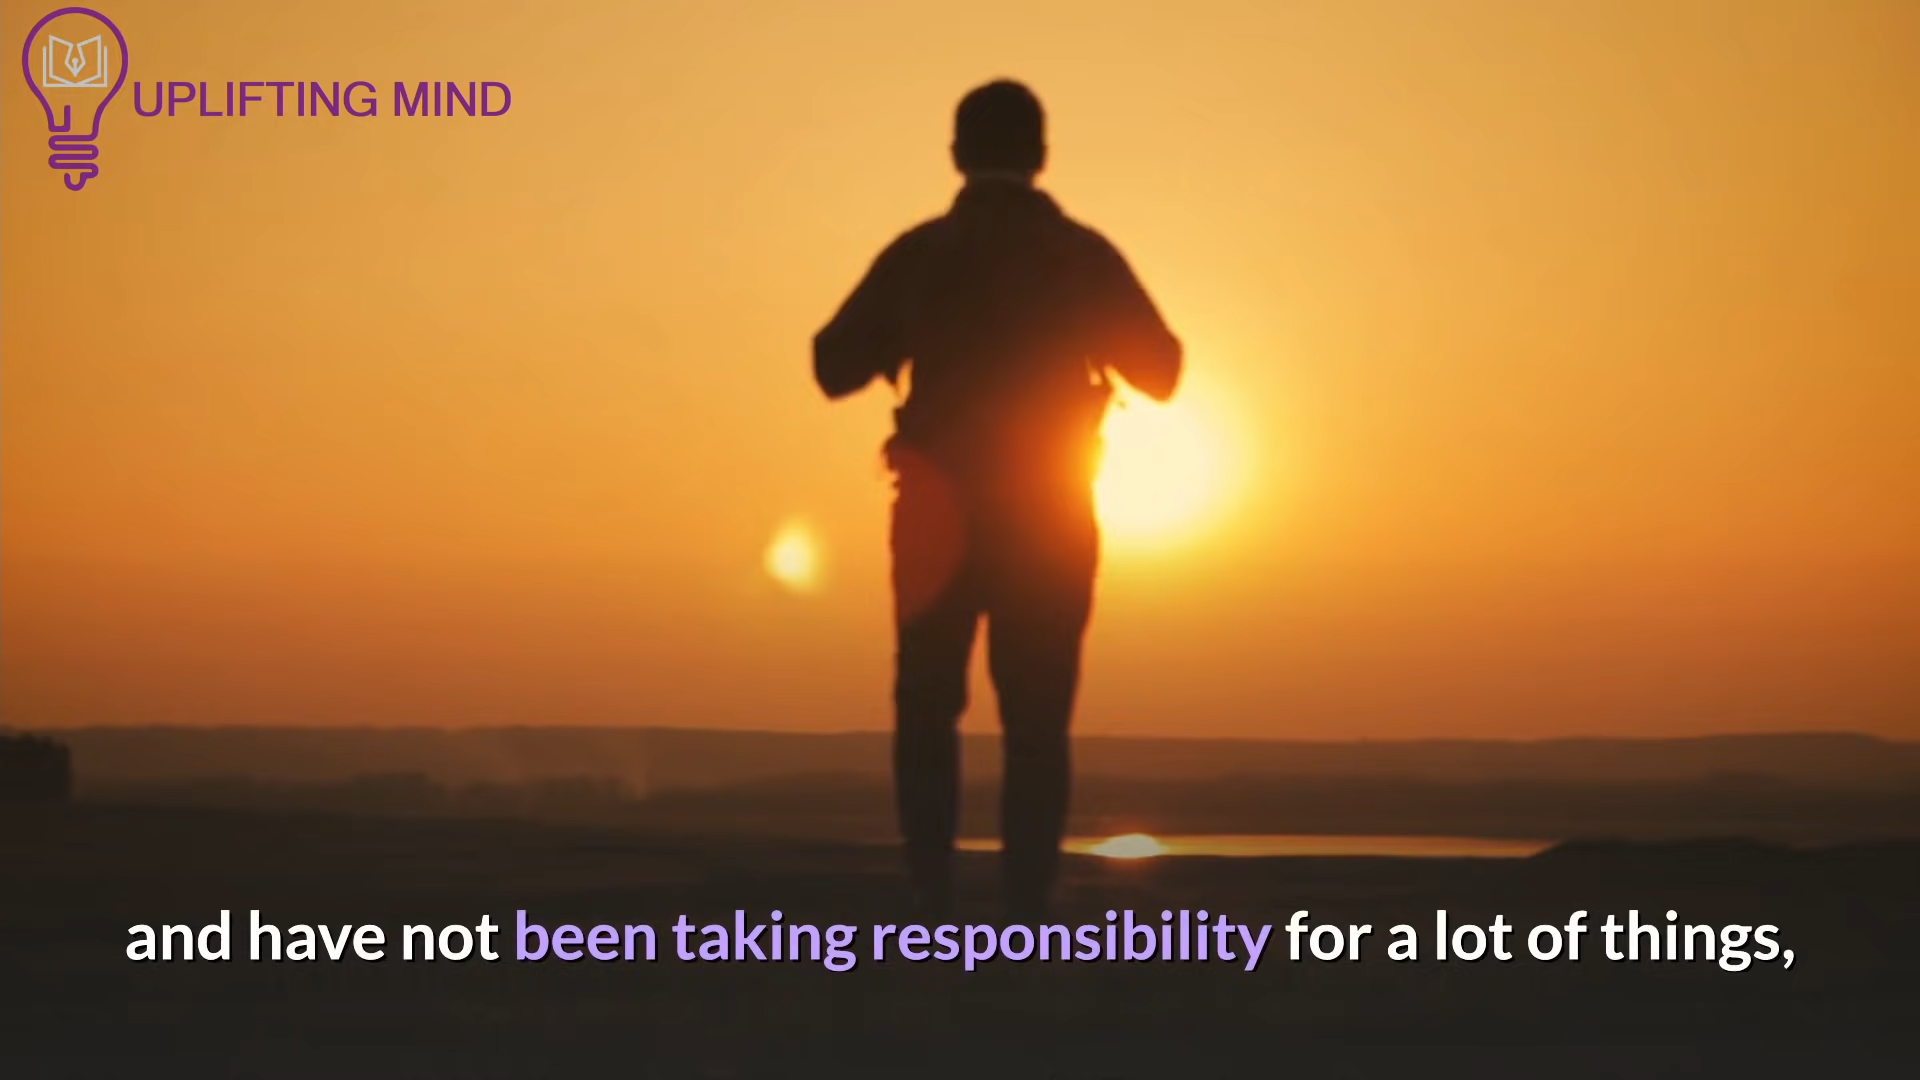 UPLIFTING MIND
and have not been taking responsibility for a lot of things,